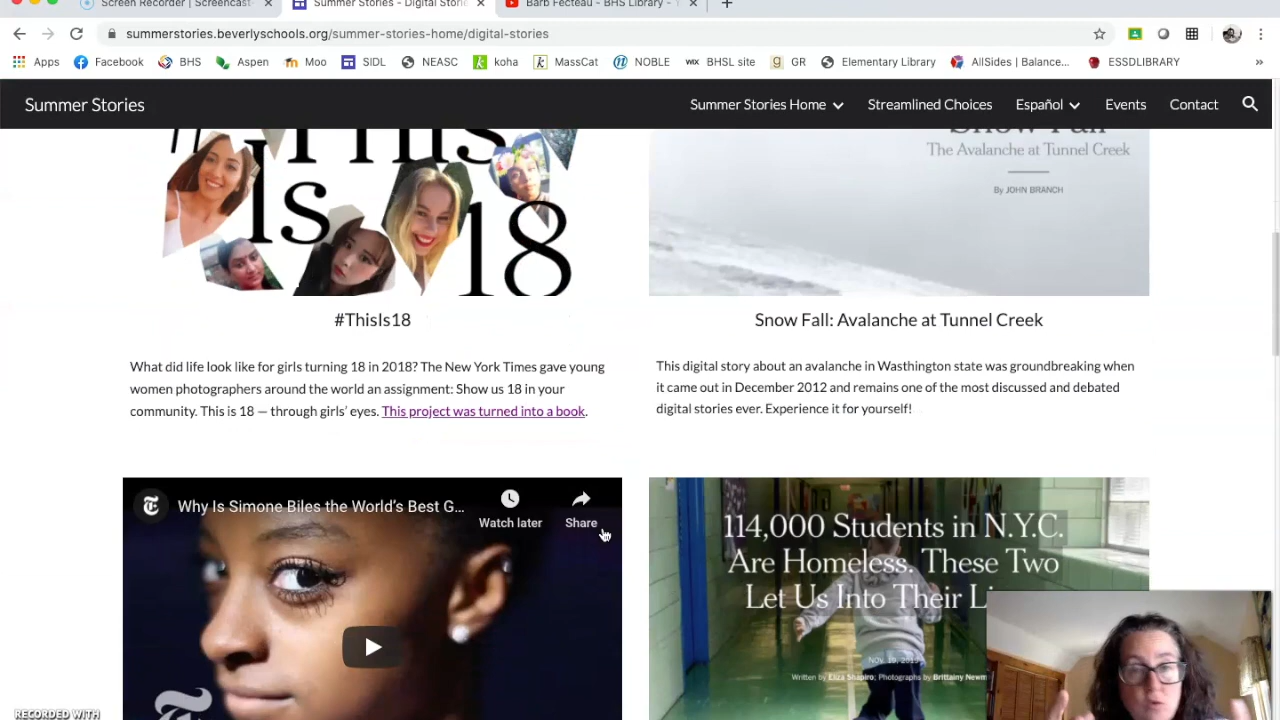 Screen Recorder | Screencast-
Summer Stories - Digital Stori
Barb Fecteau - BHS Library - 
summerstories.beverlyschools.org/summer-stories-home/digital-stories
Apps Facebook BHS Aspen Moo SIDL NEASC koha MassCat NOBLE BHSL site GR Elementary Library AllSides | Balance... ESSDLIBRARY »
Summer Stories
Summer Stories Home Streamlined Choices Español Events Contact
#This
Is
18
Snow Fall
The Avalanche at Tunnel Creek
By JOHN BRANCH
#ThisIs18
What did life look like for girls turning 18 in 2018? The New York Times gave young
women photographers around the world an assignment: Show us 18 in your
community. This is 18 — through girls' eyes. This project was turned into a book.
Snow Fall: Avalanche at Tunnel Creek
This digital story about an avalanche in Wasthington state was groundbreaking when
it came out in December 2012 and remains one of the most discussed and debated
digital stories ever. Experience it for yourself!
Why Is Simone Biles the World's Best G...
Watch later
Share
114,000 Students in N.Y.C.
Are Homeless. These Two
Let Us Into Their Li
Written by Eliza Shapiro; Photographs by Brittainy Newm
RECORDED WITH